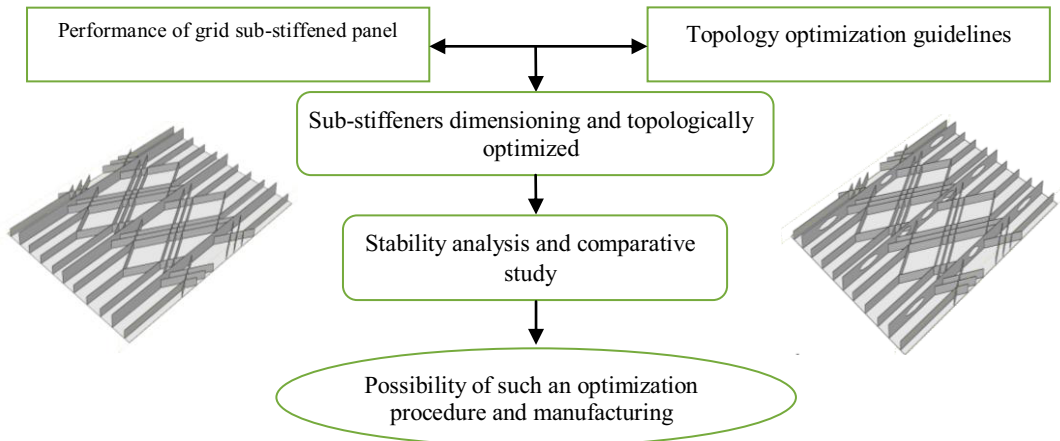 Performance of grid sub-stiffened panel
Topology optimization guidelines
Sub-stiffeners dimensioning and topologically
optimized
Stability analysis and comparative
study
Possibility of such an optimization
procedure and manufacturing